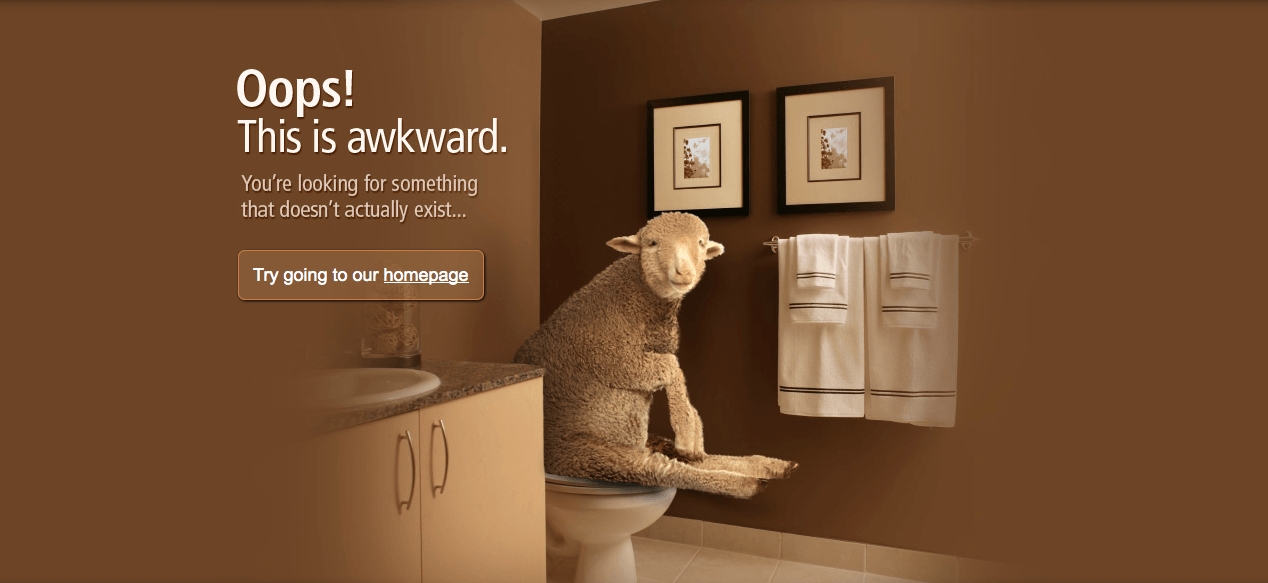 Oops!
This is awkward.
You’re looking for something
that doesn’t actually exist...
Try going to our homepage